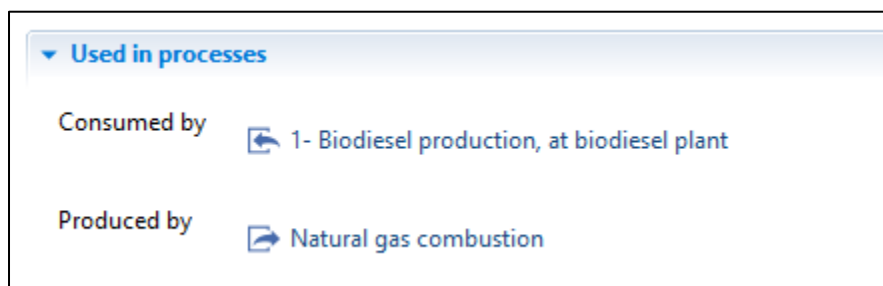 Used in processes
Consumed by
1- Biodiesel production, at biodiesel plant
Produced by
Natural gas combustion